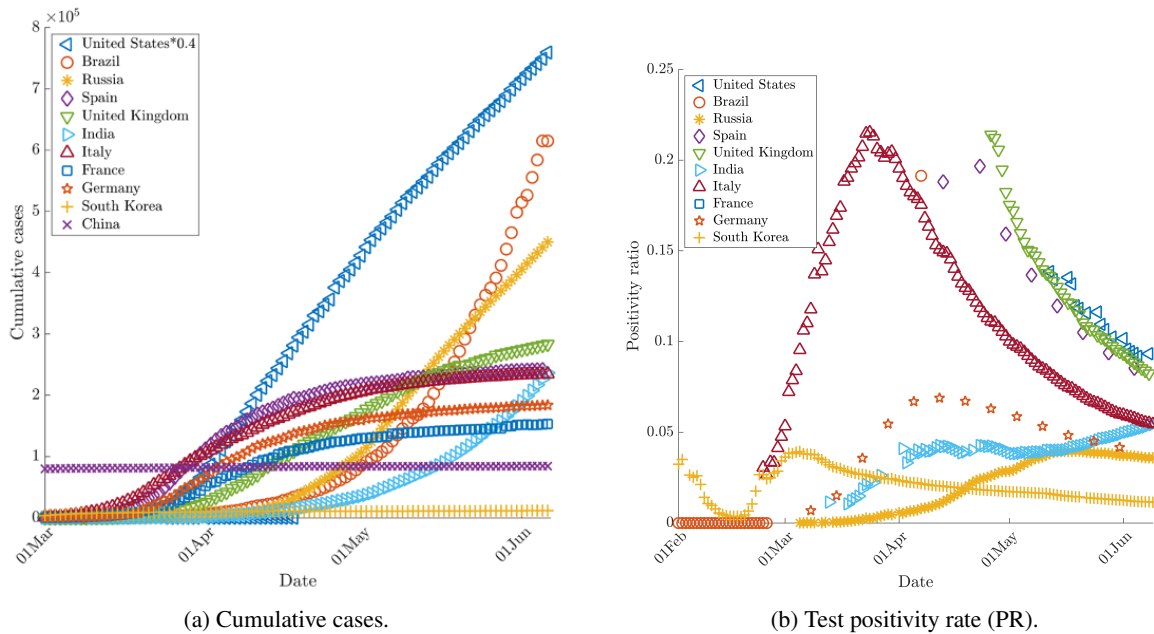 ×10⁵
8
7
6
5
4
3
2
1
0
Cumulative cases
United States*0.4
Brazil
Russia
Spain
United Kingdom
India
Italy
France
Germany
South Korea
China
01Mar
01Apr
01May
01Jun
Date
(a) Cumulative cases.
0.25
0.2
0.15
0.1
0.05
0
Positivity ratio
United States
Brazil
Russia
Spain
United Kingdom
India
Italy
France
Germany
South Korea
01Feb
01Mar
01Apr
01May
01Jun
Date
(b) Test positivity rate (PR).